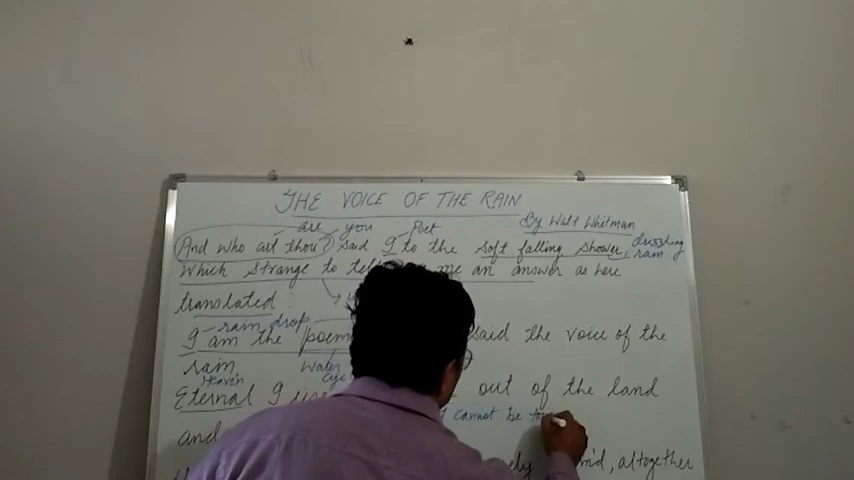 THE VOICE OF THE RAIN
By Walt Whitman
are you Poet
And who art thou? said I to the soft falling shower, drizzling rain
Which strange to tell me an answer as here
translated
rain drop
I am the poem said the voice of the
rain,
Water
Heaven
Eternal I out of the land
cannot be
and
altogether